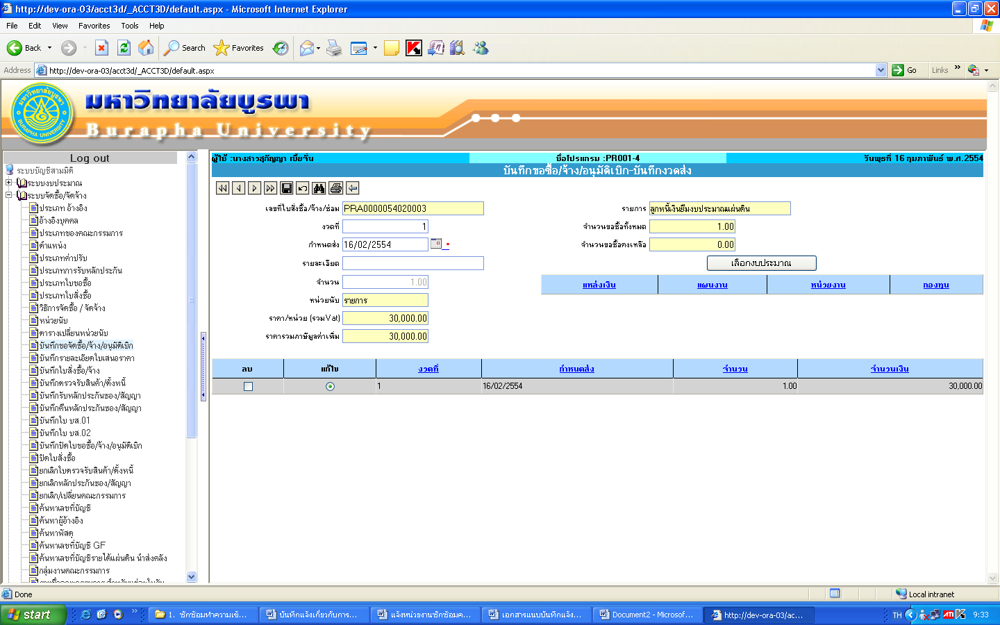 http://dev-ora-03/acct3d/_ACCT3D/default.aspx - Microsoft Internet Explorer
File Edit View Favorites Tools Help
Back Search Favorites
Address http://dev-ora-03/acct3d/_ACCT3D/default.aspx Go Links
มหาวิทยาลัยบูรพา
Burapha University
Log out
ระบบบัญชีสามมิติ
ระบบงบประมาณ
ระบบจัดซื้อ/จัดจ้าง
ประเภท อ้างอิง
อ้างอิงบุคคล
ประเภทของคณะกรรมการ
ตำแหน่ง
ประเภทค่าปรับ
ประเภทการรับหลักประกัน
ประเภทใบขอซื้อ
ประเภทใบสั่งซื้อ
วิธีการจัดซื้อ / จัดจ้าง
หน่วยนับ
ตารางเปลี่ยนหน่วยนับ
บันทึกขอจัดซื้อ/จ้าง/อนุมัติเบิก
บันทึกรายละเอียดใบเสนอราคา
บันทึกใบสั่งซื้อ/จ้าง
บันทึกตรวจรับสินค้า/ตั้งหนี้
บันทึกรับหลักประกันซอง/สัญญา
บันทึกคืนหลักประกันซอง/สัญญา
บันทึกใบ บส.01
บันทึกใบ บส.02
บันทึกปิดใบขอซื้อ/จ้าง/อนุมัติเบิก
ปิดใบสั่งซื้อ
ยกเลิกใบตรวจรับสินค้า/ตั้งหนี้
ยกเลิกหลักประกันซอง/สัญญา
ยกเลิก/เปลี่ยนคณะกรรมการ
ค้นหาเลขที่บัญชี
ค้นหาผู้อ้างอิง
ค้นหาพัสดุ
ค้นหาเลขที่บัญชี GF
ค้นหาเลขที่บัญชีรายได้แผ่นดิน นำส่งคลัง
กลุ่มงานคณะกรรมการ
ผู้ใช้ :นางสาวสุกัญญา เบี้ยจั่น ชื่อโปรแกรม :PR001-4 วันพุธที่ 16 กุมภาพันธ์ พ.ศ.2554
บันทึกขอซื้อ/จ้าง/อนุมัติเบิก-บันทึกงวดส่ง
เลขที่ใบสั่งซื้อ/จ้าง/ซ่อม PRA0000054020003 รายการ ลูกหนี้เงินยืมงบประมาณแผ่นดิน
งวดที่ 1 จำนวนขอซื้อทั้งหมด 1.00
กำหนดส่ง 16/02/2554 * จำนวนขอซื้อคงเหลือ 0.00
รายละเอียด เลือกงบประมาณ
จำนวน 1.00 แหล่งเงิน แผนงาน หน่วยงาน กองทุน
หน่วยนับ รายการ
ราคา/หน่วย (รวมVat) 30,000.00
ราคารวมภาษีมูลค่าเพิ่ม 30,000.00
ลบ แก้ไข งวดที่ กำหนดส่ง จำนวน จำนวนเงิน
1 16/02/2554 1.00 30,000.00
Done Local intranet
start 1. ซักซ้อมทำความเข้... บันทึกแจ้งเกี่ยวกับการ... แจ้งหน่วยงานซักซ้อมค... เอกสารแนบบันทึกแจ้ง... Document2 - Microsof... http://dev-ora-03/ac... TH 9:33